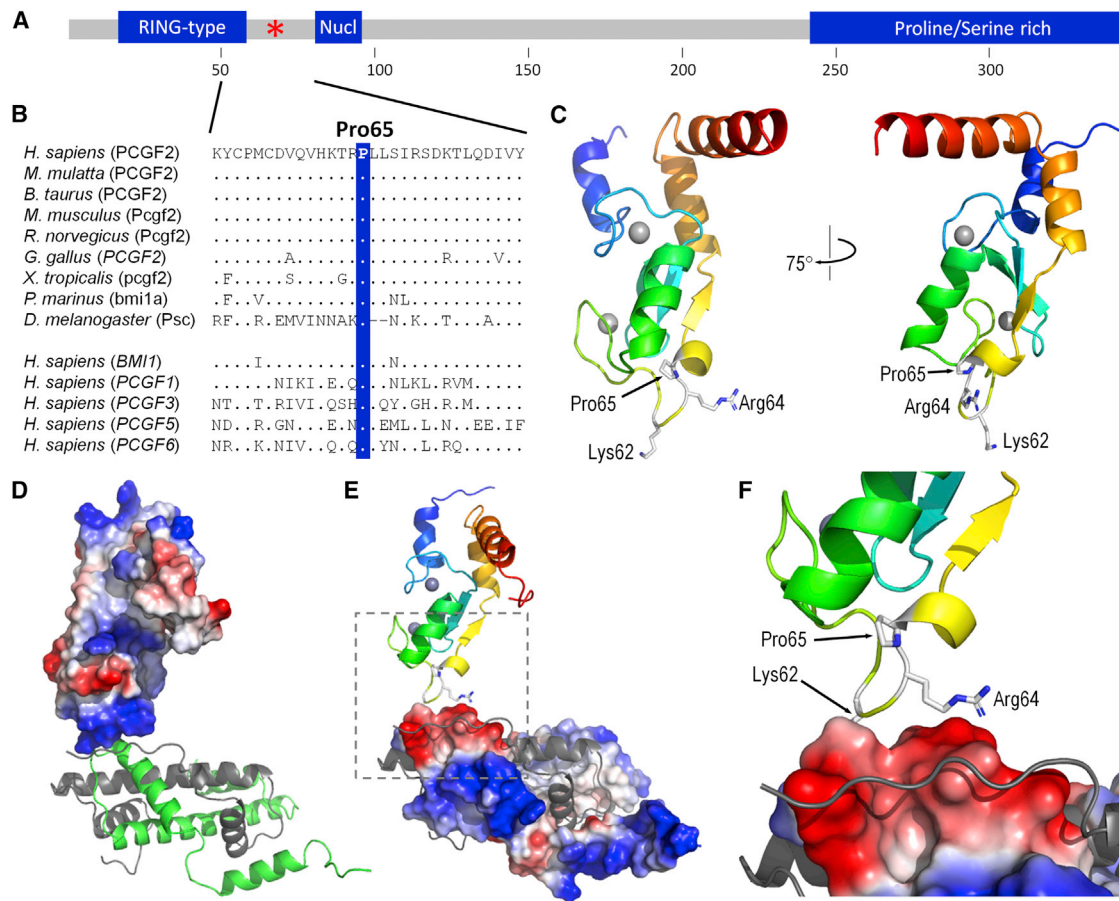 A
RING-type * Nucl Proline/Serine rich
50 100 150 200 250 300
B
Pro65
H. sapiens (PCGF2) KYCPMCDVQVHKTRPLLSIRSDKTLQDIVY
M. mulatta (PCGF2) ..............................
B. taurus (PCGF2) ..............................
M. musculus (Pcgf2) ..............................
R. norvegicus (Pcgf2) ..............................
G. gallus (PCGF2) .......A..............K....V..
X. tropicalis (pcgf2) .F.....S....G.................
P. marinus (bmi1a) .F..V............NL...........
D. melanogaster (Psc) RF..R.EMVINNAK.--N.K..T...A...
H. sapiens (BMI1) ....I............N............
H. sapiens (PCGF1) ......NIKI.E.Q...NLKL.RVM.....
H. sapiens (PCGF3) NT..T.RIVI.QSH..QY.GH.R.M.....
H. sapiens (PCGF5) ND..R.GN...E.N..EML.L.N..EE.IF
H. sapiens (PCGF6) NR..K.NIV..Q.Q..YN..L.RQ......
C
75°
Pro65
Arg64
Lys62
Pro65
Arg64
Lys62
D
E
F
Pro65
Lys62
Arg64